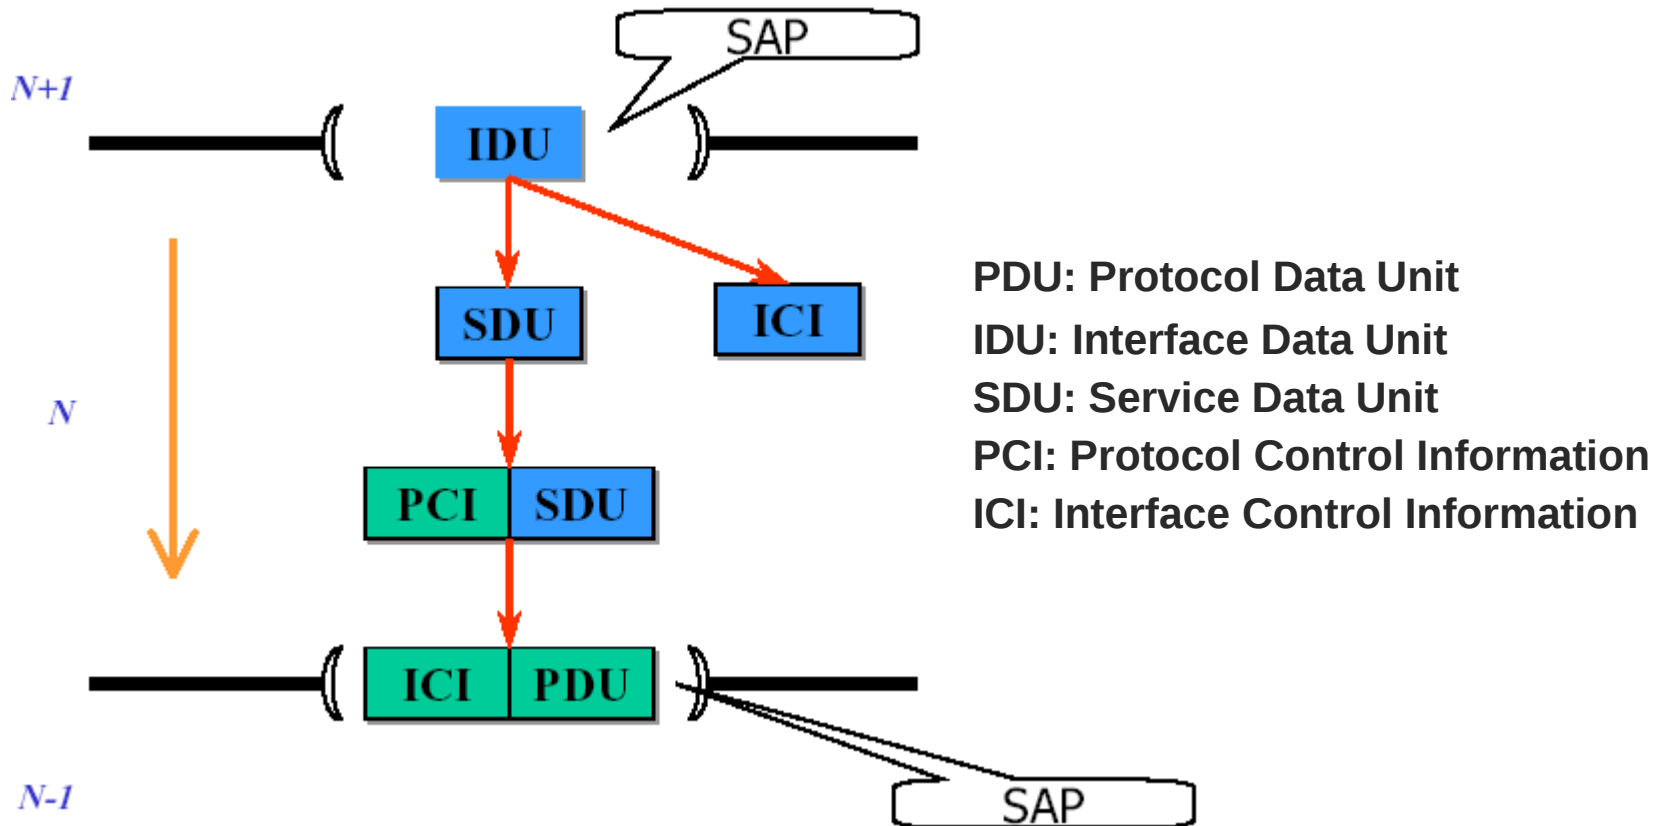 SAP
N+1
IDU
SDU
ICI
PDU: Protocol Data Unit
IDU: Interface Data Unit
SDU: Service Data Unit
PCI: Protocol Control Information
ICI: Interface Control Information
N
PCI SDU
ICI PDU
N-1
SAP